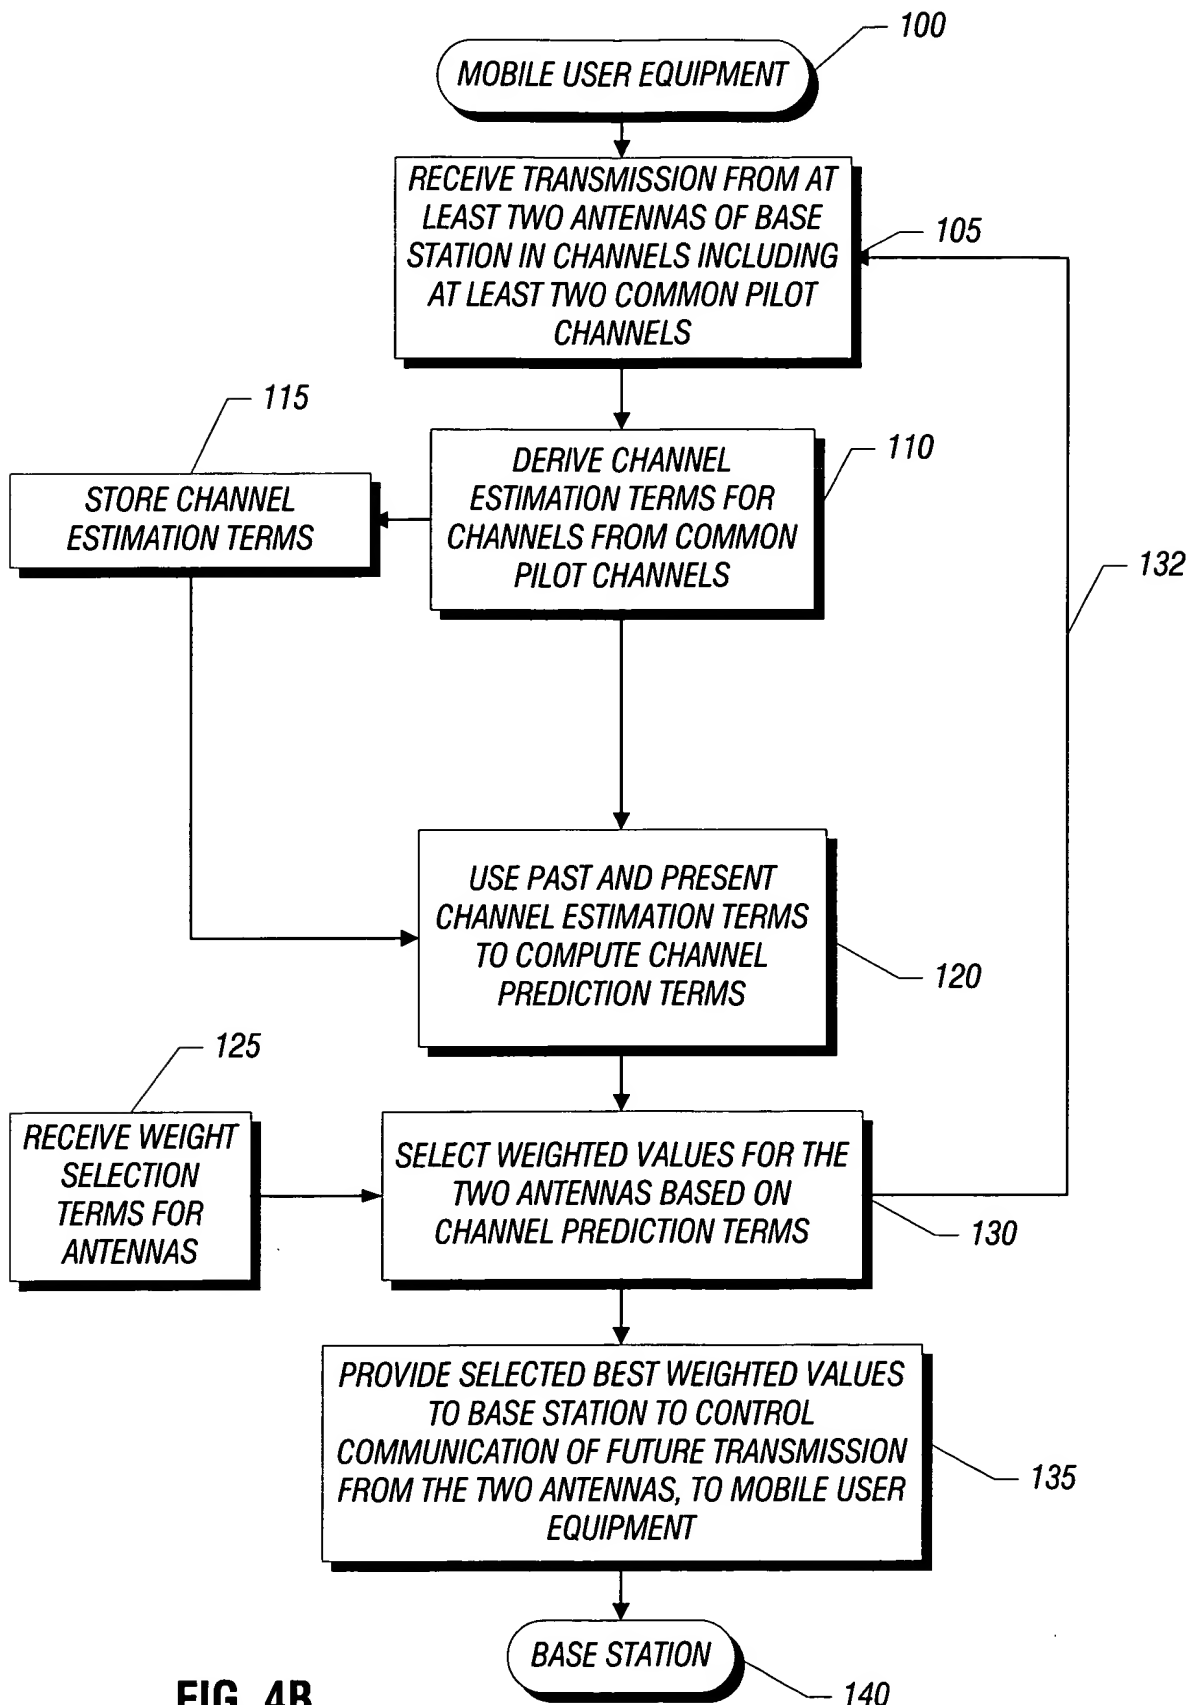 100
MOBILE USER EQUIPMENT
RECEIVE TRANSMISSION FROM AT
LEAST TWO ANTENNAS OF BASE
STATION IN CHANNELS INCLUDING
AT LEAST TWO COMMON PILOT
CHANNELS
105
115
STORE CHANNEL
ESTIMATION TERMS
DERIVE CHANNEL
ESTIMATION TERMS FOR
CHANNELS FROM COMMON
PILOT CHANNELS
110
132
USE PAST AND PRESENT
CHANNEL ESTIMATION TERMS
TO COMPUTE CHANNEL
PREDICTION TERMS
120
125
RECEIVE WEIGHT
SELECTION
TERMS FOR
ANTENNAS
SELECT WEIGHTED VALUES FOR THE
TWO ANTENNAS BASED ON
CHANNEL PREDICTION TERMS
130
PROVIDE SELECTED BEST WEIGHTED VALUES
TO BASE STATION TO CONTROL
COMMUNICATION OF FUTURE TRANSMISSION
FROM THE TWO ANTENNAS, TO MOBILE USER
EQUIPMENT
135
BASE STATION
140
FIG. 4B